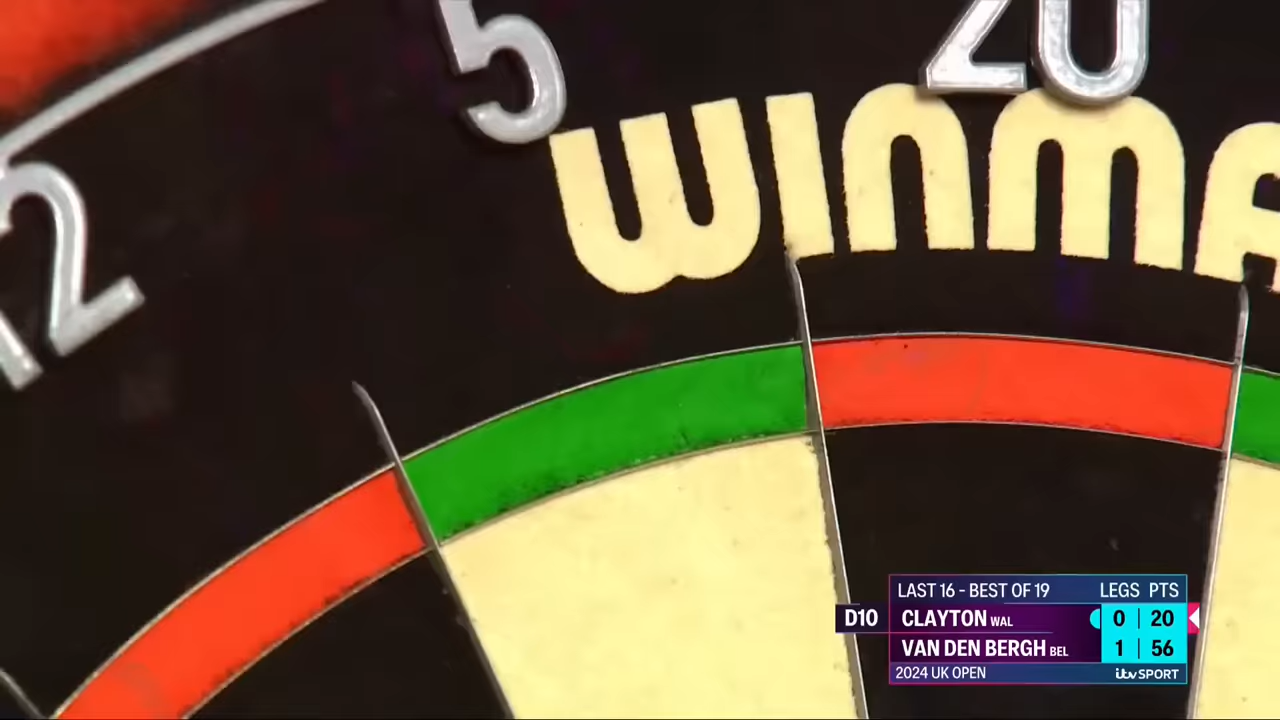 5 20
12
WINMA
LAST 16 - BEST OF 19 LEGS PTS
D10 CLAYTON WAL 0 20
VAN DEN BERGH BEL 1 56
2024 UK OPEN itv SPORT